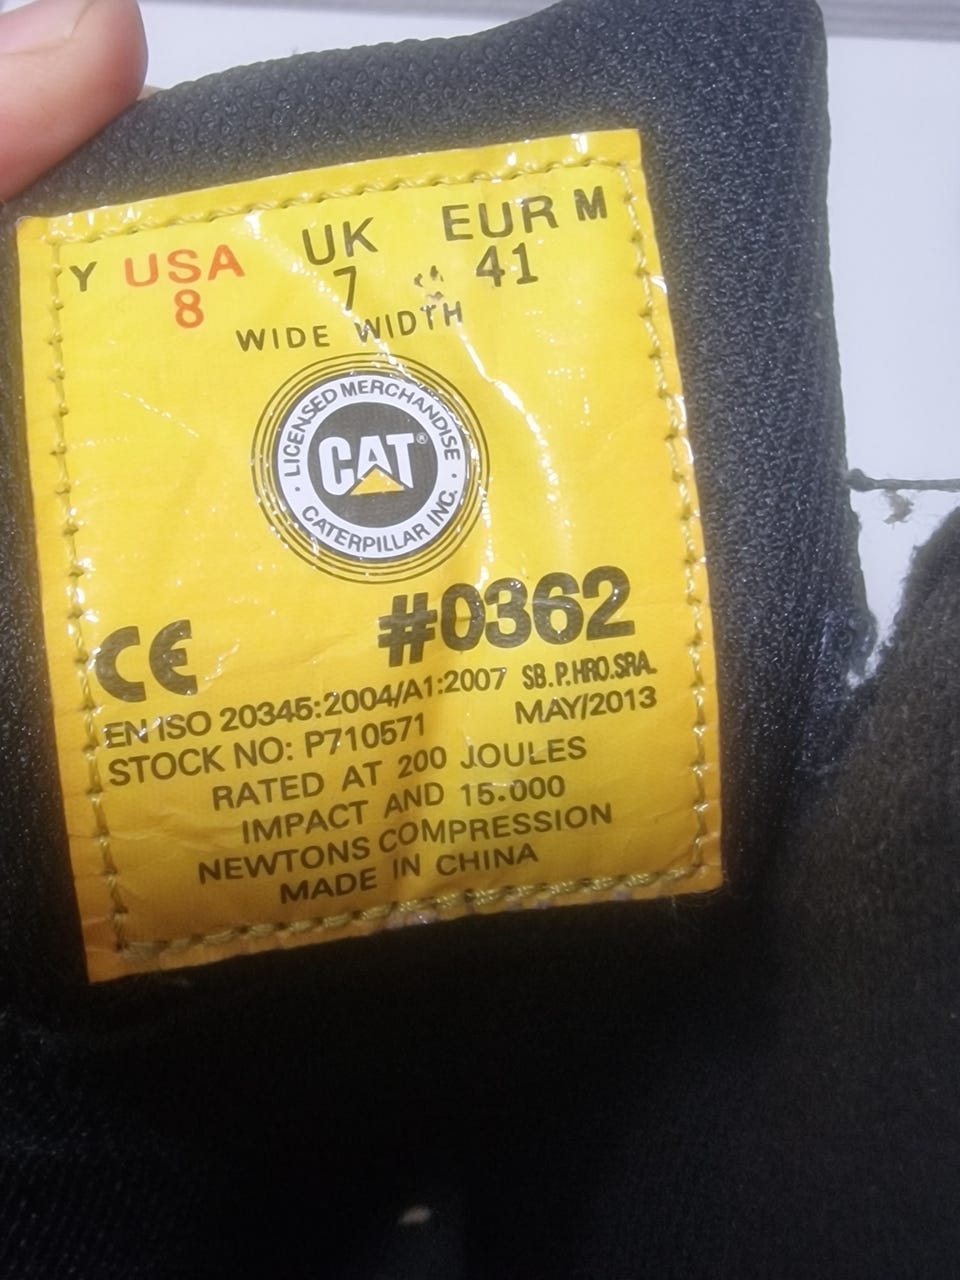 Y USA UK EUR M
8 7 41
WIDE WIDTH
LICENSED MERCHANDISE
CAT®
CATERPILLAR INC.
#0362
CE
EN ISO 20345:2004/A1:2007 SB. P. HRO. SRA.
STOCK NO: P710571 MAY/2013
RATED AT 200 JOULES
IMPACT AND 15.000
NEWTONS COMPRESSION
MADE IN CHINA